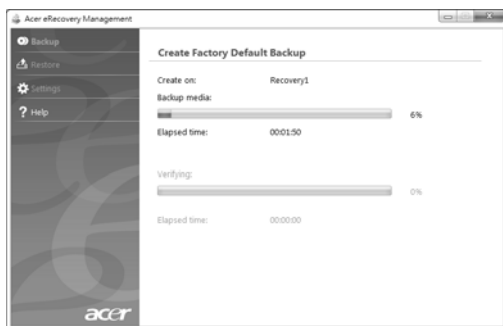 Acer eRecovery Management
Backup
Restore
Settings
? Help
acer
Create Factory Default Backup
Create on: Recovery1
Backup media:
6%
Elapsed time: 00:01:50
Verifying:
0%
Elapsed time: 00:00:00